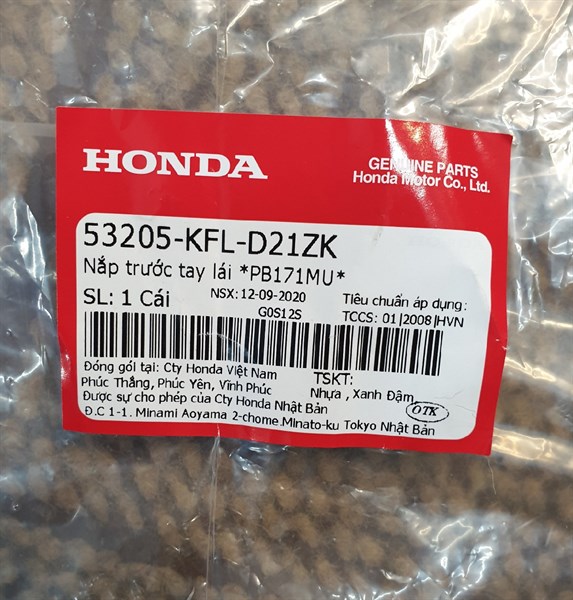 HONDA
GENUINE PARTS
Honda Motor Co., Ltd.
53205-KFL-D21ZK
Nắp trước tay lái *PB171MU*
SL: 1 Cái
NSX: 12-09-2020
Tiêu chuẩn áp dụng:
G0S12S
TCCS: 01|2008|HVN
Đóng gói tại: Cty Honda Việt Nam
TSKT:
Phúc Thắng, Phúc Yên, Vĩnh Phúc
Nhựa , Xanh Đậm
Được sự cho phép của Cty Honda Nhật Bản
OTK
Đ.C 1-1. Minami Aoyama 2-chome.Minato-ku Tokyo Nhật Bản